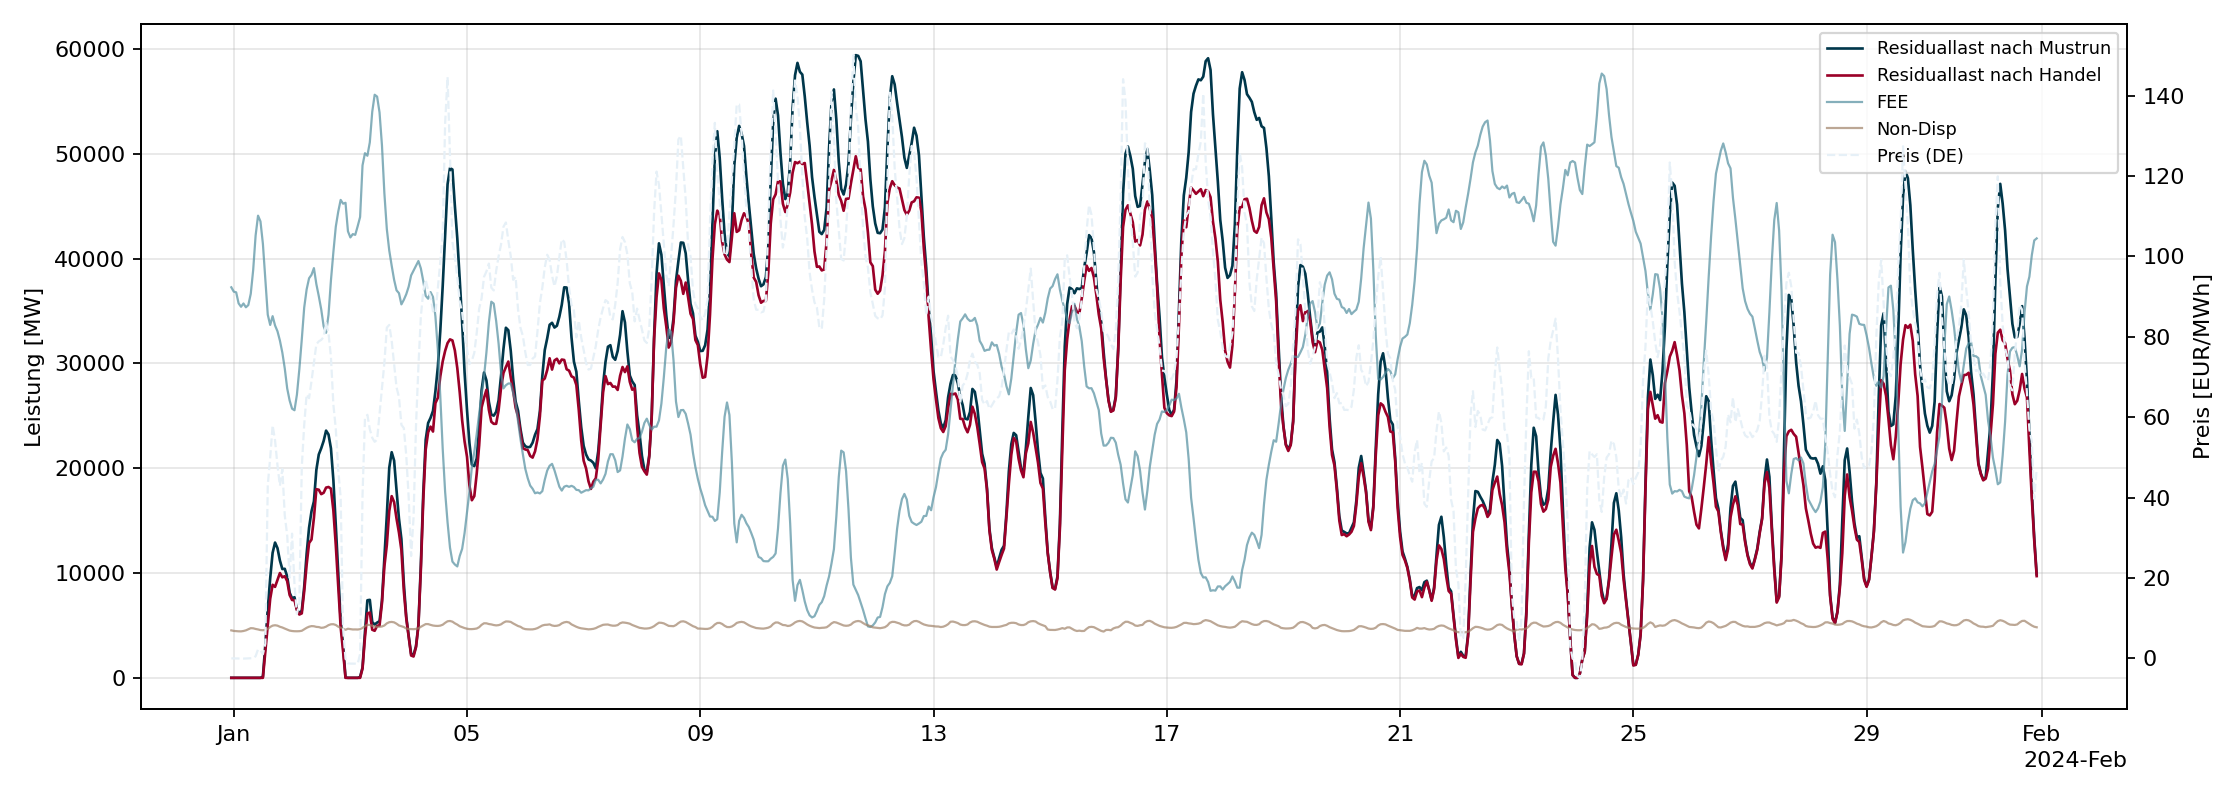 60000
50000
40000
30000
20000
10000
0
Leistung [MW]
Residuallast nach Mustrun
Residuallast nach Handel
FEE
Non-Disp
Preis (DE)
140
120
100
80
60
40
20
0
Preis [EUR/MWh]
Jan
05
09
13
17
21
25
29
Feb
2024-Feb